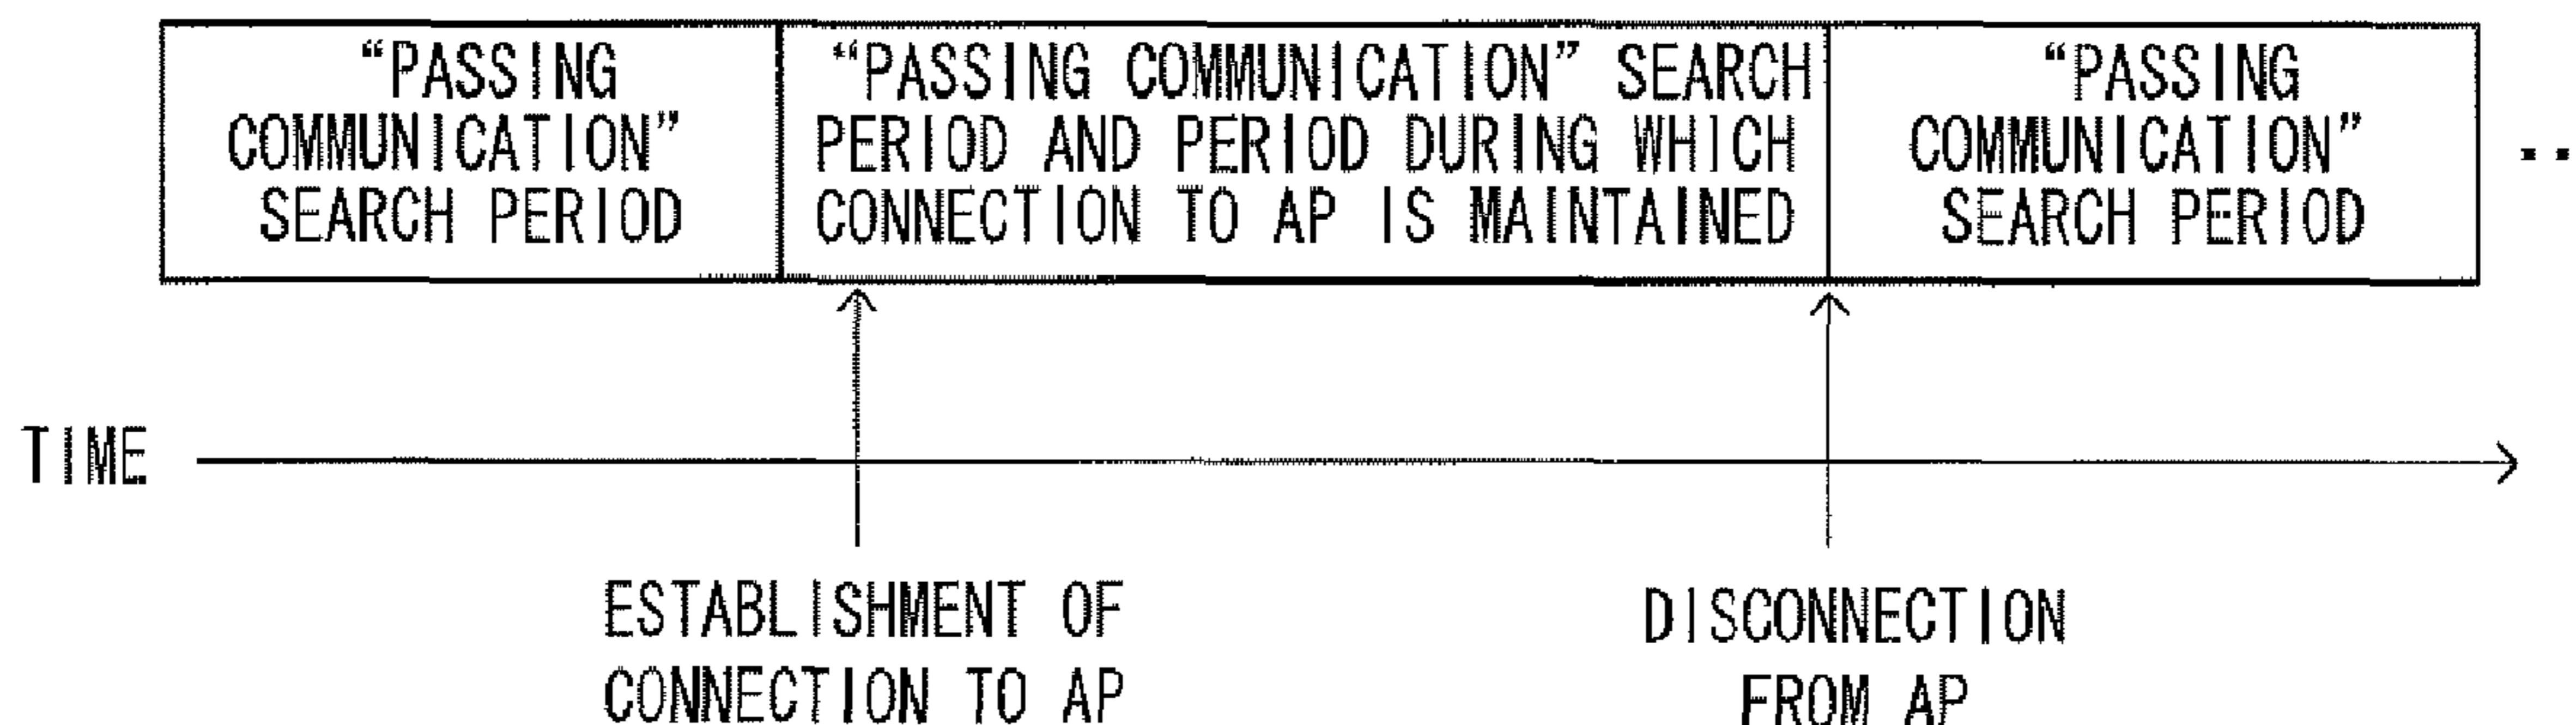 “PASSING
COMMUNICATION”
SEARCH PERIOD
“PASSING COMMUNICATION” SEARCH
PERIOD AND PERIOD DURING WHICH
CONNECTION TO AP IS MAINTAINED
“PASSING
COMMUNICATION”
SEARCH PERIOD
..
TIME
ESTABLISHMENT OF
CONNECTION TO AP
DISCONNECTION
FROM AP